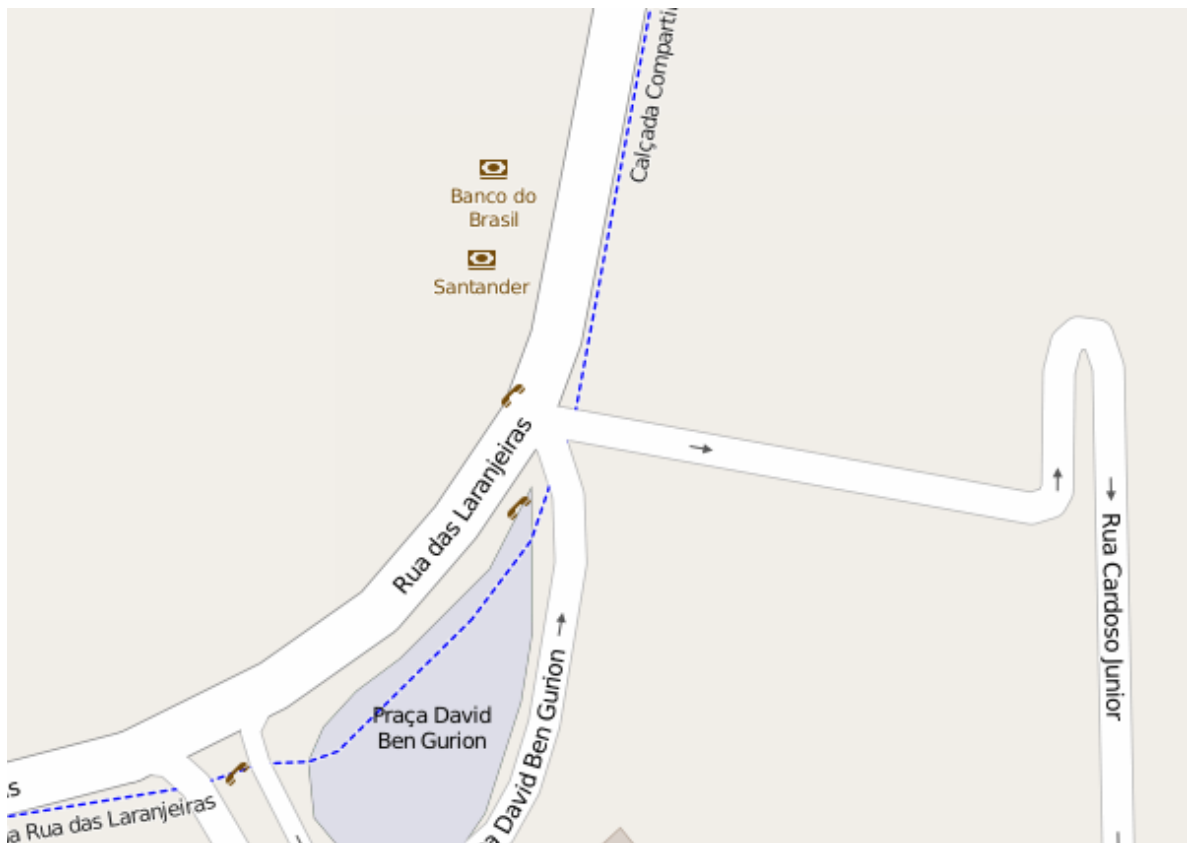 Calçada Comparti
Banco do
Brasil
Santander
Rua das Laranjeiras
Rua Cardoso Junior
Praça David
Ben Gurion
a David Ben Gurion
as
a Rua das Laranjeiras